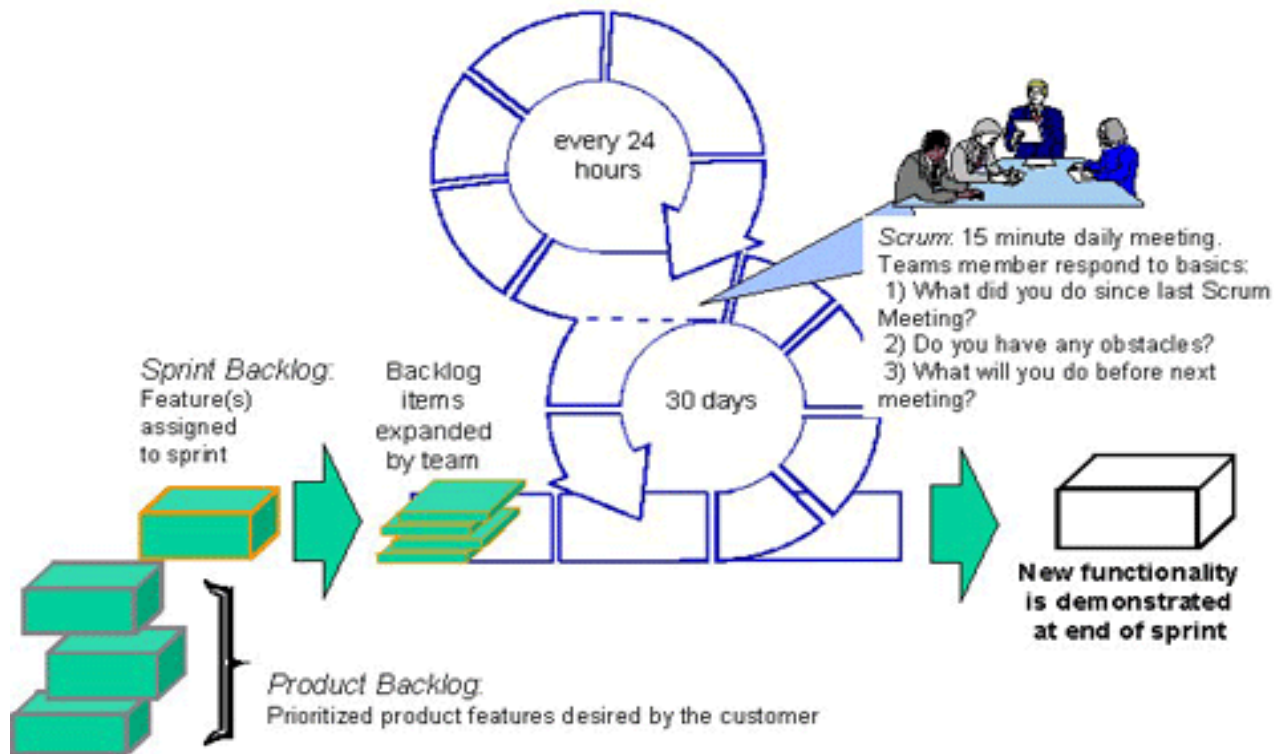 every 24
hours
Scrum: 15 minute daily meeting.
Teams member respond to basics:
1) What did you do since last Scrum
Meeting?
2) Do you have any obstacles?
3) What will you do before next
meeting?
30 days
Sprint Backlog:
Feature(s)
assigned
to sprint
Backlog
items
expanded
by team
New functionality
is demonstrated
at end of sprint
Product Backlog:
Prioritized product features desired by the customer